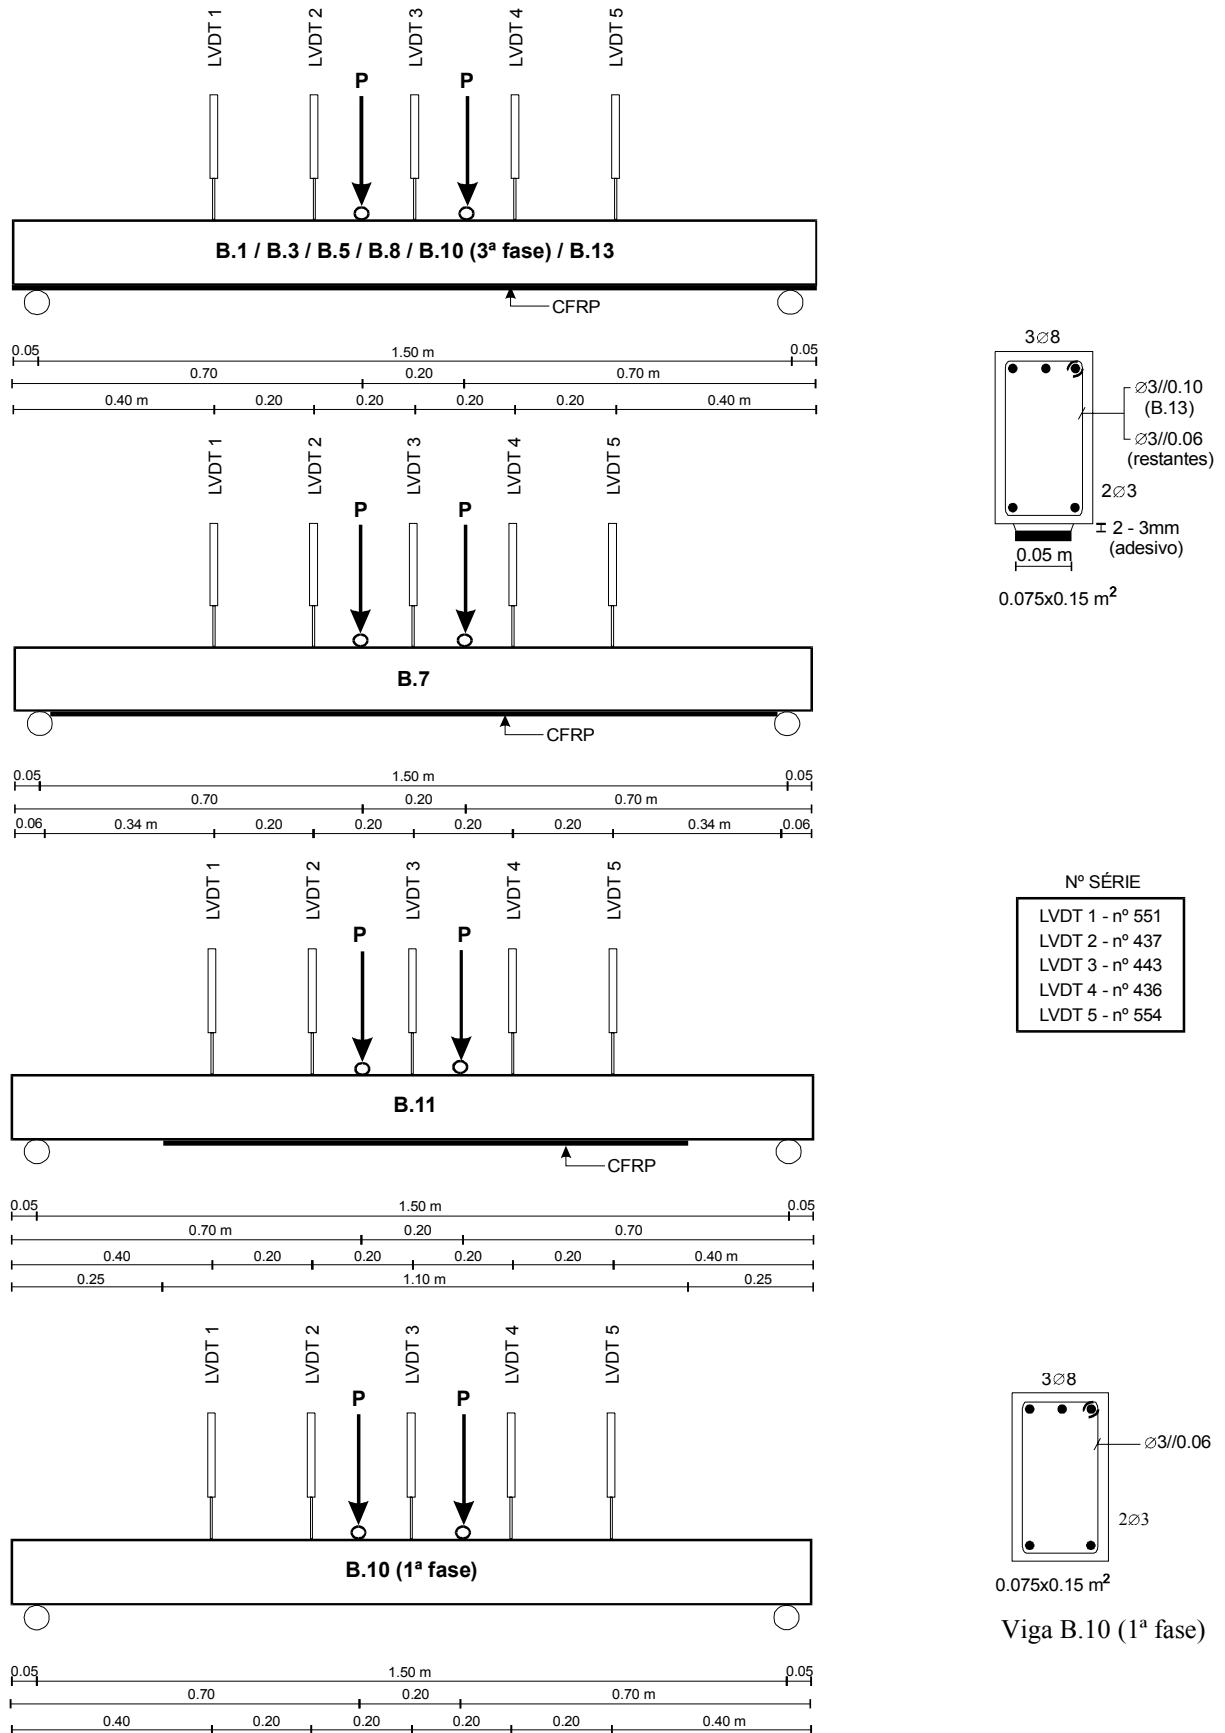 LVDT 1 LVDT 2 LVDT 3 LVDT 4 LVDT 5
P P
B.1 / B.3 / B.5 / B.8 / B.10 (3ª fase) / B.13
CFRP
0.05 1.50 m 0.05
0.70 0.20 0.70 m
0.40 m 0.20 0.20 0.20 0.20 0.40 m
3∅8
∅3//0.10
(B.13)
∅3//0.06
(restantes)
2∅3
2 - 3mm
(adesivo)
0.05 m
0.075x0.15 m²
LVDT 1 LVDT 2 LVDT 3 LVDT 4 LVDT 5
P P
B.7
CFRP
0.05 1.50 m 0.05
0.70 0.20 0.70 m
0.06 0.34 m 0.20 0.20 0.20 0.20 0.34 m 0.06
LVDT 1 LVDT 2 LVDT 3 LVDT 4 LVDT 5
P P
B.11
CFRP
0.05 1.50 m 0.05
0.70 m 0.20 0.70
0.40 0.20 0.20 0.20 0.20 0.40 m
0.25 1.10 m 0.25
Nº SÉRIE
LVDT 1 - nº 551
LVDT 2 - nº 437
LVDT 3 - nº 443
LVDT 4 - nº 436
LVDT 5 - nº 554
LVDT 1 LVDT 2 LVDT 3 LVDT 4 LVDT 5
P P
B.10 (1ª fase)
0.05 1.50 m 0.05
0.70 0.20 0.70 m
0.40 0.20 0.20 0.20 0.20 0.40 m
3∅8
∅3//0.06
2∅3
0.075x0.15 m²
Viga B.10 (1ª fase)